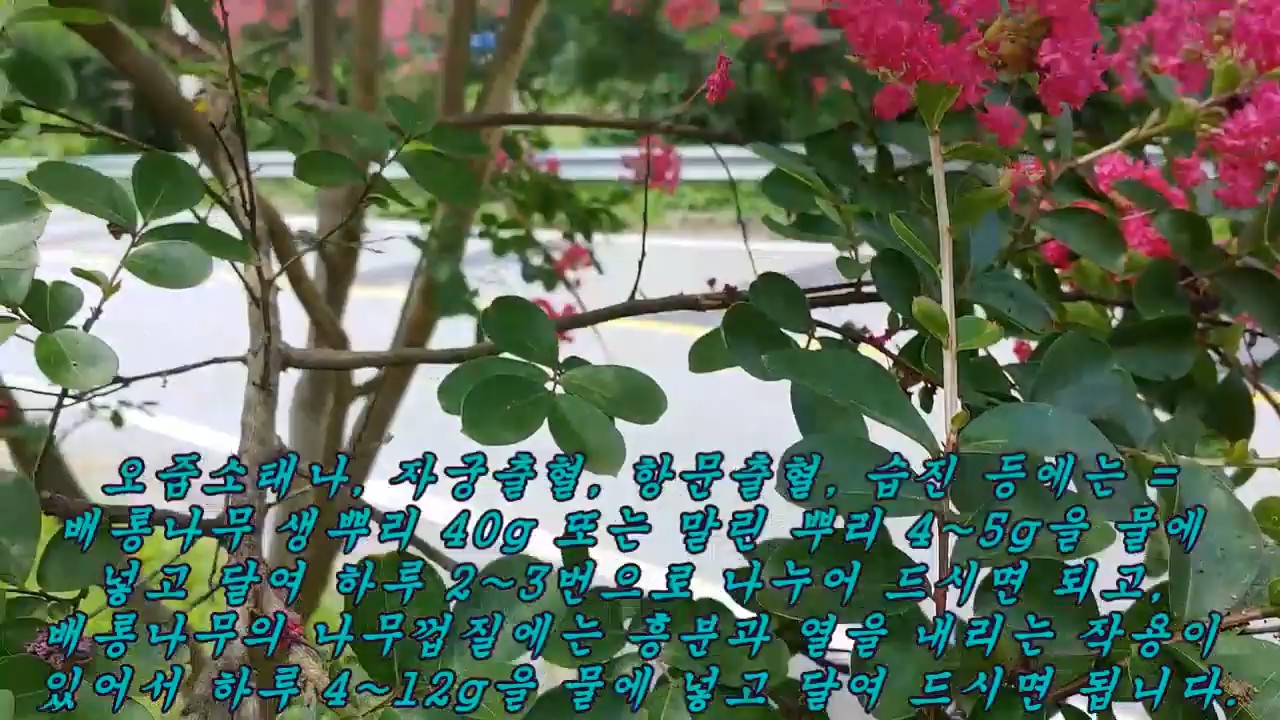 오줌소태나, 자궁출혈, 항문출혈, 습진 등에는 =
배롱나무 생뿌리 40g 또는 말린 뿌리 4~5g을 물에
넣고 달여 하루 2~3번으로 나누어 드시면 되고,
배롱나무의 나무껍질에는 흥분과 열을 내리는 작용이
있어서 하루 4~12g을 물에 넣고 달여 드시면 됩니다.